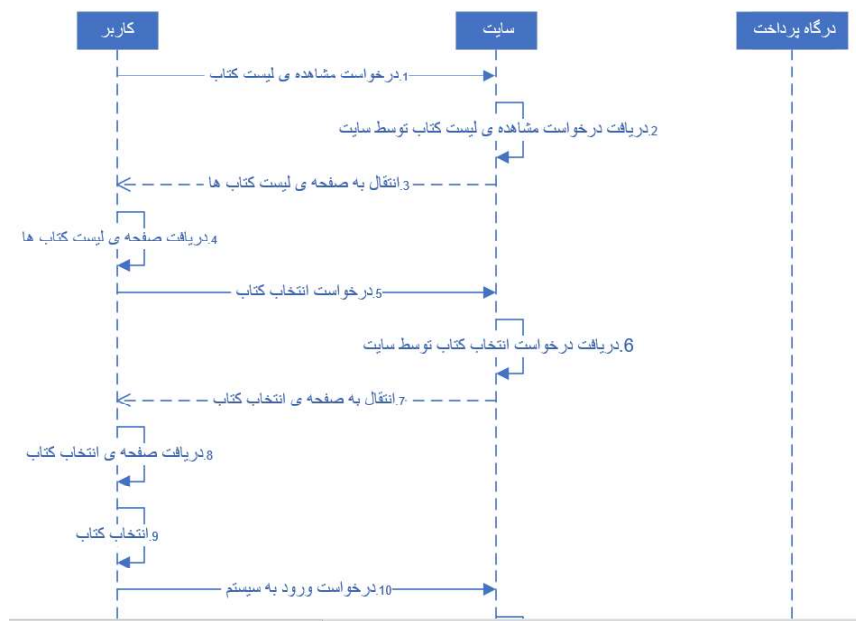 کاربر
سایت
درگاه پرداخت
1.درخواست مشاهده ی لیست کتاب
2.دریافت درخواست مشاهده ی لیست کتاب توسط سایت
3.انتقال به صفحه ی لیست کتاب ها
4.دریافت صفحه ی لیست کتاب ها
5.درخواست انتخاب کتاب
6.دریافت درخواست انتخاب کتاب توسط سایت
7.انتقال به صفحه ی انتخاب کتاب
8.دریافت صفحه ی انتخاب کتاب
9.انتخاب کتاب
10.درخواست ورود به سیستم